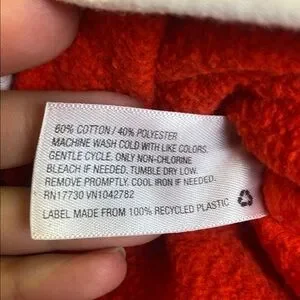 60% COTTON / 40% POLYESTER
MACHINE WASH COLD WITH LIKE COLORS.
GENTLE CYCLE. ONLY NON-CHLORINE
BLEACH IF NEEDED. TUMBLE DRY LOW.
REMOVE PROMPTLY. COOL IRON IF NEEDED.
RN17730 VN1042782
LABEL MADE FROM 100% RECYCLED PLASTIC